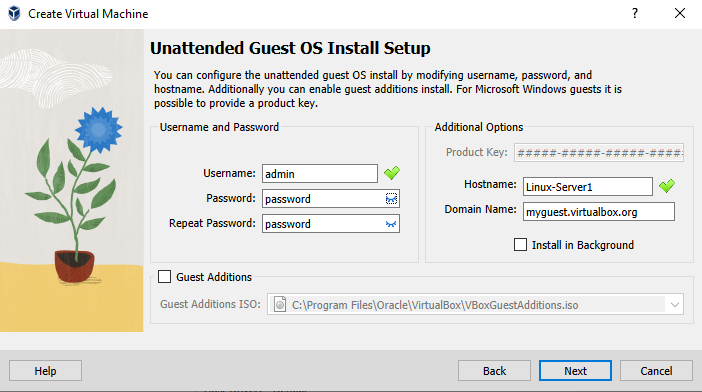 Create Virtual Machine
Unattended Guest OS Install Setup
You can configure the unattended guest OS install by modifying username, password, and
hostname. Additionally you can enable guest additions install. For Microsoft Windows guests it is
possible to provide a product key.
Username and Password
Username: admin
Password: password
Repeat Password: password
Additional Options
Product Key: #####-#####-#####-#####
Hostname: Linux-Server1
Domain Name: myguest.virtualbox.org
Install in Background
Guest Additions
Guest Additions ISO: C:\Program Files\Oracle\VirtualBox\VBoxGuestAdditions.iso
Help
Back
Next
Cancel